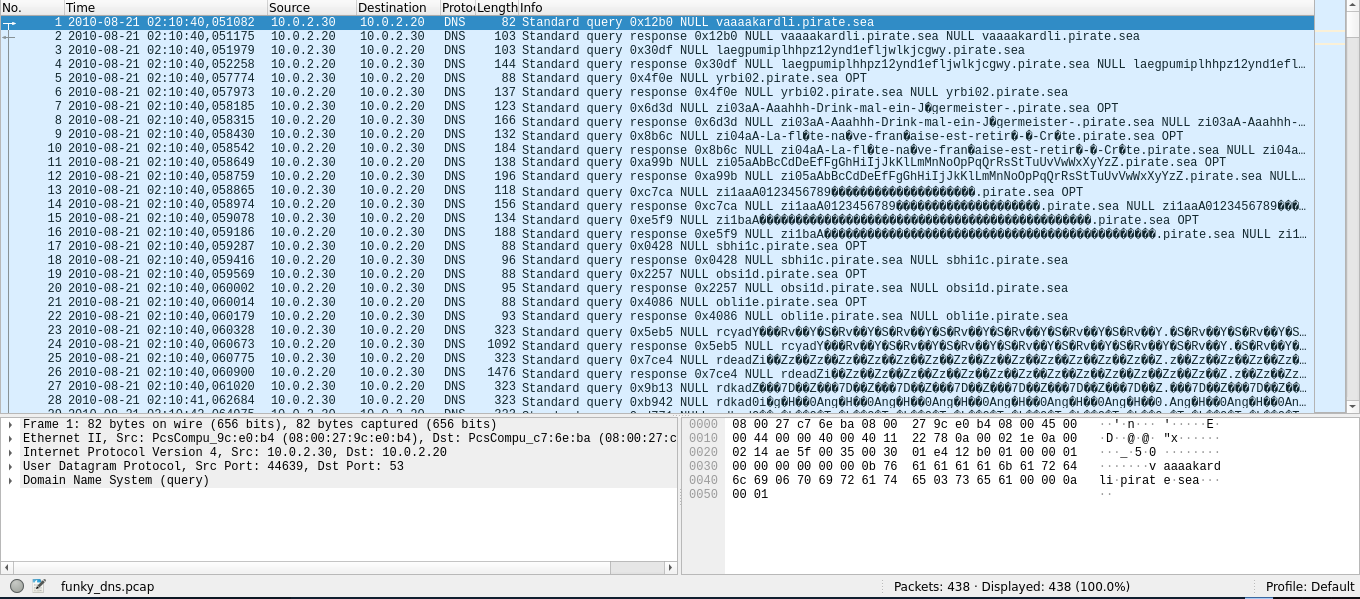 No. Time Source Destination Protoc Length Info
1 2010-08-21 02:10:40,051082 10.0.2.30 10.0.2.20 DNS 82 Standard query 0x12b0 NULL vaaaakardli.pirate.sea
2 2010-08-21 02:10:40,051175 10.0.2.20 10.0.2.30 DNS 103 Standard query response 0x12b0 NULL vaaaakardli.pirate.sea NULL vaaaakardli.pirate.sea
3 2010-08-21 02:10:40,051979 10.0.2.30 10.0.2.20 DNS 103 Standard query 0x30df NULL laegpumiplhhpz12ynd1efljwlkjcgwy.pirate.sea
4 2010-08-21 02:10:40,052258 10.0.2.20 10.0.2.30 DNS 144 Standard query response 0x30df NULL laegpumiplhhpz12ynd1efljwlkjcgwy.pirate.sea NULL laegpumiplhhpz12ynd1efl…
5 2010-08-21 02:10:40,057774 10.0.2.30 10.0.2.20 DNS 88 Standard query 0x4f0e NULL yrbi02.pirate.sea OPT
6 2010-08-21 02:10:40,057973 10.0.2.20 10.0.2.30 DNS 137 Standard query response 0x4f0e NULL yrbi02.pirate.sea NULL yrbi02.pirate.sea
7 2010-08-21 02:10:40,058185 10.0.2.30 10.0.2.20 DNS 123 Standard query 0x6d3d NULL zi03aA-Aaahhh-Drink-mal-ein-J�germeister-.pirate.sea OPT
8 2010-08-21 02:10:40,058315 10.0.2.20 10.0.2.30 DNS 166 Standard query response 0x6d3d NULL zi03aA-Aaahhh-Drink-mal-ein-J�germeister-.pirate.sea NULL zi03aA-Aaahhh-…
9 2010-08-21 02:10:40,058430 10.0.2.30 10.0.2.20 DNS 132 Standard query 0x8b6c NULL zi04aA-La-fl�te-na�ve-fran�aise-est-retir�-�-Cr�te.pirate.sea OPT
10 2010-08-21 02:10:40,058542 10.0.2.20 10.0.2.30 DNS 184 Standard query response 0x8b6c NULL zi04aA-La-fl�te-na�ve-fran�aise-est-retir�-�-Cr�te.pirate.sea NULL zi04a…
11 2010-08-21 02:10:40,058649 10.0.2.30 10.0.2.20 DNS 138 Standard query 0xa99b NULL zi05aAbBcCdDeEfFgGhHiIjJkKlLmMnNoOpPqQrRsStTuUvVwWxXyYzZ.pirate.sea OPT
12 2010-08-21 02:10:40,058759 10.0.2.20 10.0.2.30 DNS 196 Standard query response 0xa99b NULL zi05aAbBcCdDeEfFgGhHiIjJkKlLmMnNoOpPqQrRsStTuUvVwWxXyYzZ.pirate.sea NULL…
13 2010-08-21 02:10:40,058865 10.0.2.30 10.0.2.20 DNS 118 Standard query 0xc7ca NULL zi1aaA0123456789�������������������������.pirate.sea OPT
14 2010-08-21 02:10:40,058974 10.0.2.20 10.0.2.30 DNS 156 Standard query response 0xc7ca NULL zi1aaA0123456789�������������������������.pirate.sea NULL zi1aaA0123456789���…
15 2010-08-21 02:10:40,059078 10.0.2.30 10.0.2.20 DNS 134 Standard query 0xe5f9 NULL zi1baA����������������������������������������������.pirate.sea OPT
16 2010-08-21 02:10:40,059186 10.0.2.20 10.0.2.30 DNS 188 Standard query response 0xe5f9 NULL zi1baA����������������������������������������������.pirate.sea NULL zi1…
17 2010-08-21 02:10:40,059287 10.0.2.30 10.0.2.20 DNS 88 Standard query 0x0428 NULL sbhi1c.pirate.sea OPT
18 2010-08-21 02:10:40,059416 10.0.2.20 10.0.2.30 DNS 96 Standard query response 0x0428 NULL sbhi1c.pirate.sea NULL sbhi1c.pirate.sea
19 2010-08-21 02:10:40,059569 10.0.2.30 10.0.2.20 DNS 88 Standard query 0x2257 NULL obsi1d.pirate.sea OPT
20 2010-08-21 02:10:40,060002 10.0.2.20 10.0.2.30 DNS 95 Standard query response 0x2257 NULL obsi1d.pirate.sea NULL obsi1d.pirate.sea
21 2010-08-21 02:10:40,060014 10.0.2.30 10.0.2.20 DNS 88 Standard query 0x4086 NULL obli1e.pirate.sea OPT
22 2010-08-21 02:10:40,060179 10.0.2.20 10.0.2.30 DNS 93 Standard query response 0x4086 NULL obli1e.pirate.sea NULL obli1e.pirate.sea
23 2010-08-21 02:10:40,060328 10.0.2.30 10.0.2.20 DNS 323 Standard query 0x5eb5 NULL rcyadY���Rv��Y�S�Rv��Y�S�Rv��Y�S�Rv��Y�S�Rv��Y�S�Rv��Y�S�Rv��Y.�S�Rv��Y�S�Rv��Y�S…
24 2010-08-21 02:10:40,060673 10.0.2.20 10.0.2.30 DNS 1092 Standard query response 0x5eb5 NULL rcyadY���Rv��Y�S�Rv��Y�S�Rv��Y�S�Rv��Y�S�Rv��Y�S�Rv��Y�S�Rv��Y.�S�Rv��Y�S…
25 2010-08-21 02:10:40,060775 10.0.2.30 10.0.2.20 DNS 323 Standard query 0x7ce4 NULL rdeadZi��Zz��Zz��Zz��Zz��Zz��Zz��Zz��Zz��Zz��Zz��Zz��Zz��Zz��Z.z��Zz��Zz��Zz�…
26 2010-08-21 02:10:40,060900 10.0.2.20 10.0.2.30 DNS 1476 Standard query response 0x7ce4 NULL rdeadZi��Zz��Zz��Zz��Zz��Zz��Zz��Zz��Zz��Zz��Zz��Zz��Zz��Zz��Z.z��Zz��Zz�…
27 2010-08-21 02:10:40,061020 10.0.2.30 10.0.2.20 DNS 323 Standard query 0x9b13 NULL rdkadZ���7D��Z���7D��Z���7D��Z���7D��Z���7D��Z���7D��Z���7D��Z.���7D��Z���7D��Z��…
28 2010-08-21 02:10:41,062684 10.0.2.30 10.0.2.20 DNS 323 Standard query 0xb942 NULL rdkad0i�g�H��0Ang�H��0Ang�H��0Ang�H��0Ang�H��0Ang�H��0Ang�H��0.Ang�H��0Ang�H��0An…
Frame 1: 82 bytes on wire (656 bits), 82 bytes captured (656 bits)
Ethernet II, Src: PcsCompu_9c:e0:b4 (08:00:27:9c:e0:b4), Dst: PcsCompu_c7:6e:ba (08:00:27:c
Internet Protocol Version 4, Src: 10.0.2.30, Dst: 10.0.2.20
User Datagram Protocol, Src Port: 44639, Dst Port: 53
Domain Name System (query)
0000 08 00 27 c7 6e ba 08 00 27 9c e0 b4 08 00 45 00 ··'·n··· '·····E·
0010 00 44 00 00 40 00 40 11 22 78 0a 00 02 1e 0a 00 ·D··@·@· "x······
0020 02 14 ae 5f 00 35 00 30 01 e4 12 b0 01 00 00 01 ···_·5·0 ········
0030 00 00 00 00 00 00 0b 76 61 61 61 61 6b 61 72 64 ·······v aaaakard
0040 6c 69 06 70 69 72 61 74 65 03 73 65 61 00 00 0a li·pirat e·sea···
0050 00 01 ··
funky_dns.pcap
Packets: 438 · Displayed: 438 (100.0%)
Profile: Default